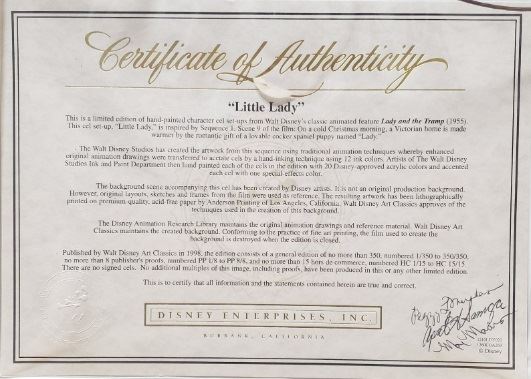 Certificate of Authenticity
“Little Lady”
This is a limited edition of hand-painted character cel set-ups from Walt Disney's classic animated feature Lady and the Tramp (1955).
This cel set-up, "Little Lady," is inspired by Sequence 1, Scene 9 of the film: On a cold Christmas morning, a Victorian home is made
warmer by the romantic gift of a lovable cocker spaniel puppy named "Lady."
The Walt Disney Studios has created the artwork from this sequence using traditional animation techniques whereby enhanced
original animation drawings were transferred to acetate cels by a hand-inking technique using 12 ink colors. Artists of The Walt Disney
Studios Ink and Paint Department then hand painted each of the cels in the edition with 20 Disney-approved acrylic colors and accented
each cel with one special-effects color.
The background scene accompanying this cel has been created by Disney artists. It is not an original production background.
However, original layouts, sketches and frames from the film were used as reference. The resulting artwork has been lithographically
printed on premium-quality, acid-free paper by Anderson Printing of Los Angeles, California. Walt Disney Art Classics approves of the
techniques used in the creation of this background.
The Disney Animation Research Library maintains the original animation drawings and reference material. Walt Disney Art
Classics maintains the created background. Conforming to the practice of fine art printing, the film used to create the
background is destroyed when the edition is closed.
Published by Walt Disney Art Classics in 1998, the edition consists of a general edition of no more than 350, numbered 1/350 to 350/350,
no more than 8 publisher's proofs, numbered PP 1/8 to PP 8/8, and no more than 15 hors de commerce, numbered HC 1/15 to HC 15/15.
There are no signed cels. No additional multiples of this image, including proofs, have been produced in this or any other limited edition.
This is to certify that all information and the statements contained herein are true and correct.
DISNEY ENTERPRISES, INC.
BURBANK, CALIFORNIA
© Disney